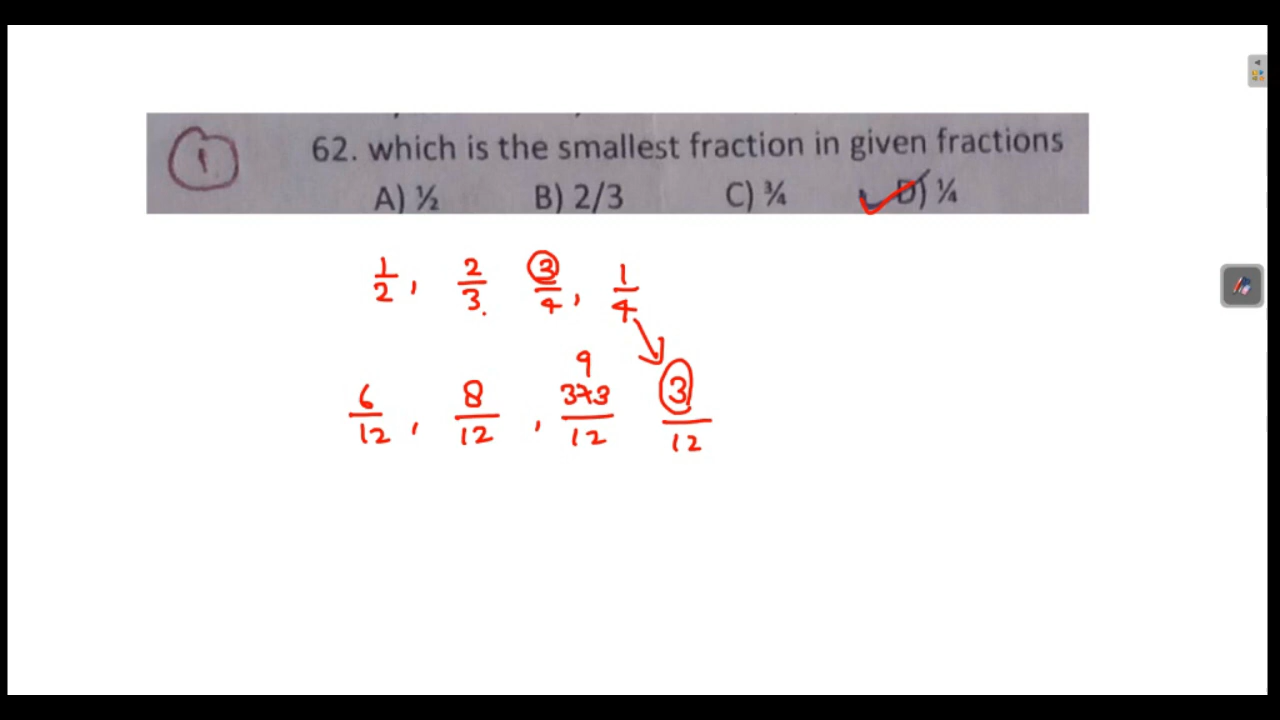 1
62. which is the smallest fraction in given fractions
A) ½ B) 2/3 C) ¾ D) ¼
1/2, 2/3 3/4, 1/4
9
6/12, 8/12, 3×3/12 3/12